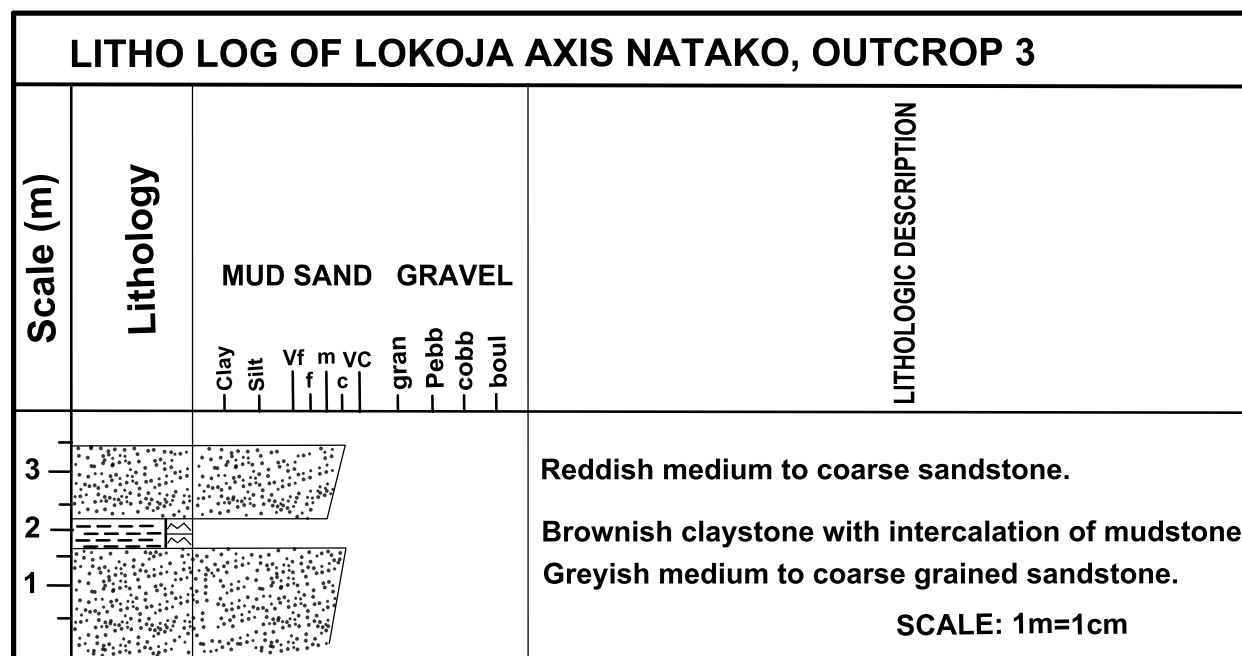 LITHO LOG OF LOKOJA AXIS NATAKO, OUTCROP 3
Scale (m)
Lithology
MUD SAND GRAVEL
Clay
Silt
Vf
f
m
c
VC
gran
Pebb
cobb
boul
LITHOLOGIC DESCRIPTION
3
Reddish medium to coarse sandstone.
2
Brownish claystone with intercalation of mudstone
Greyish medium to coarse grained sandstone.
1
SCALE: 1m=1cm